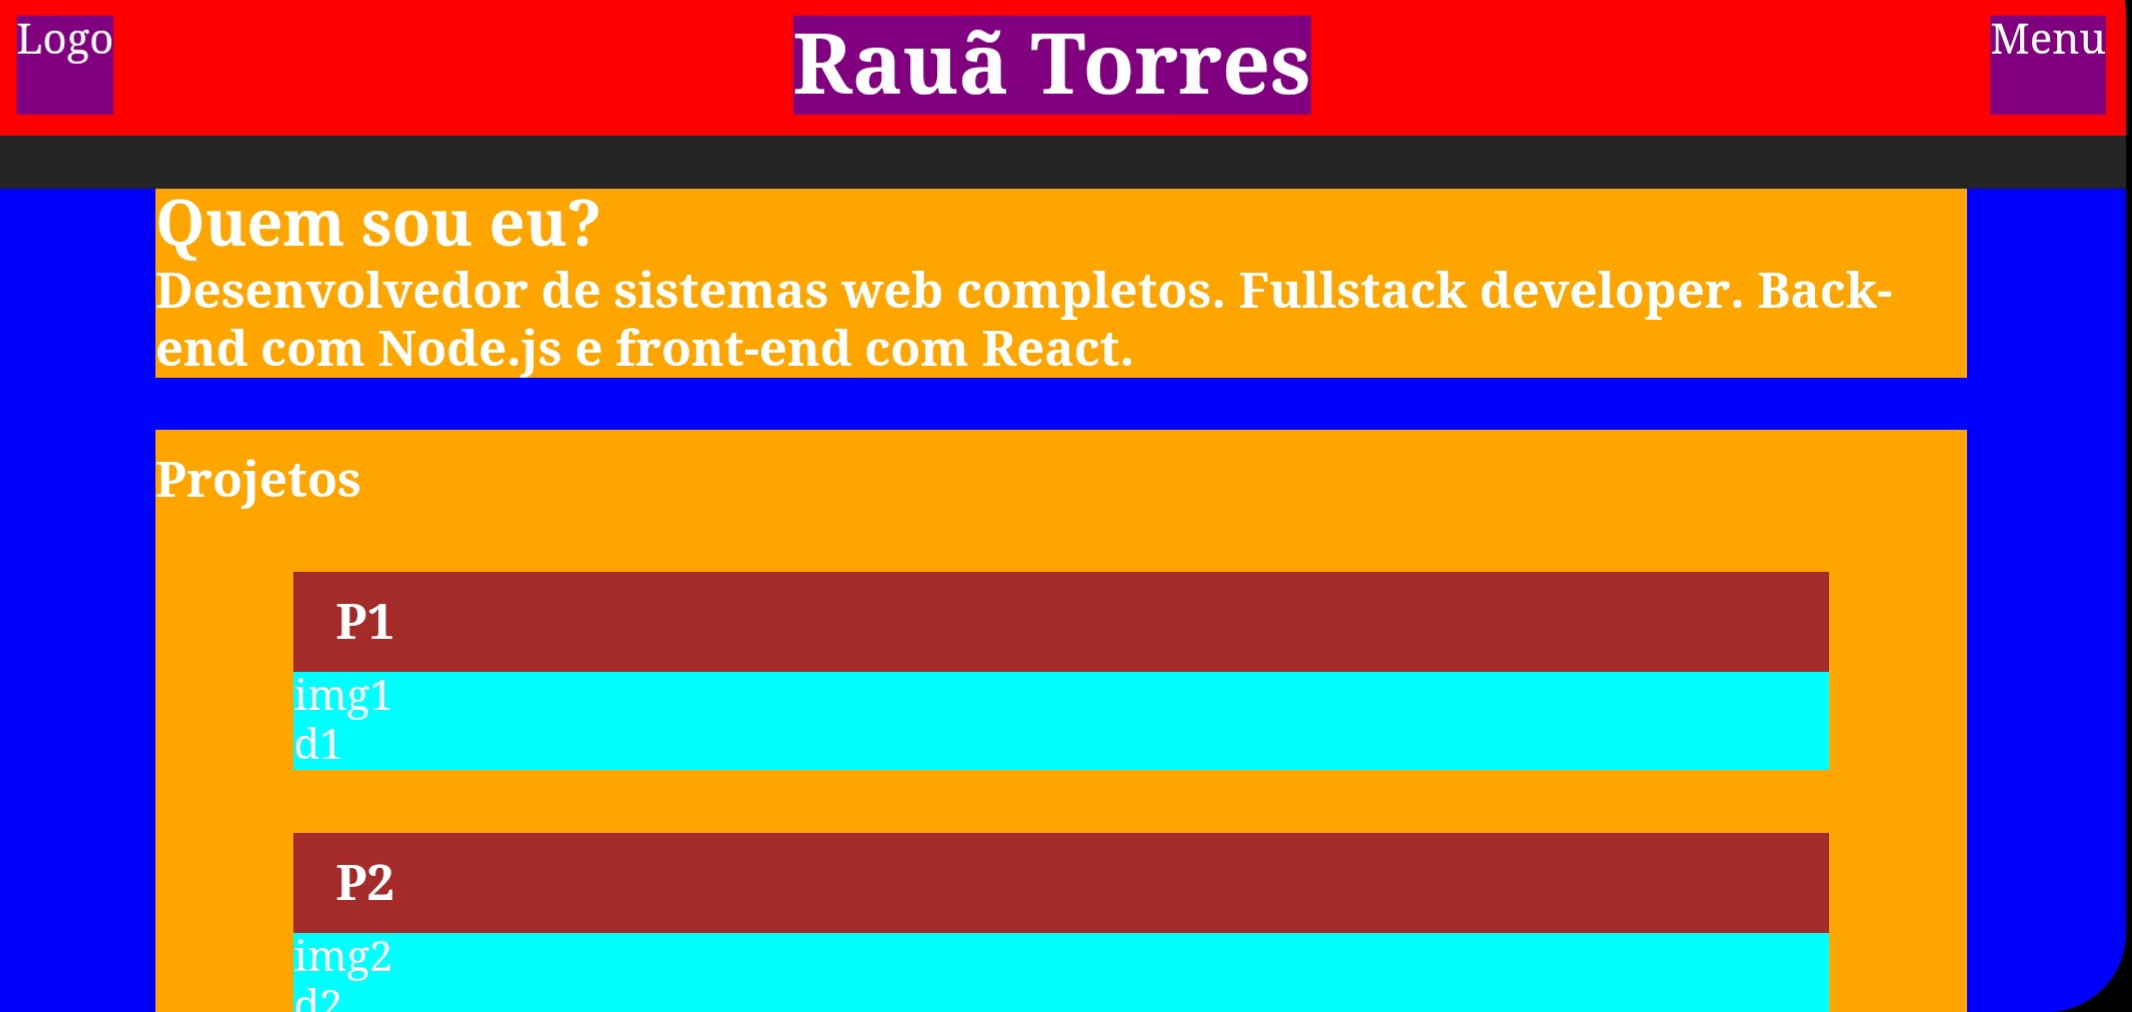 Logo Rauã Torres Menu
Quem sou eu?
Desenvolvedor de sistemas web completos. Fullstack developer. Back-
end com Node.js e front-end com React.
Projetos
P1
img1
d1
P2
img2
d2